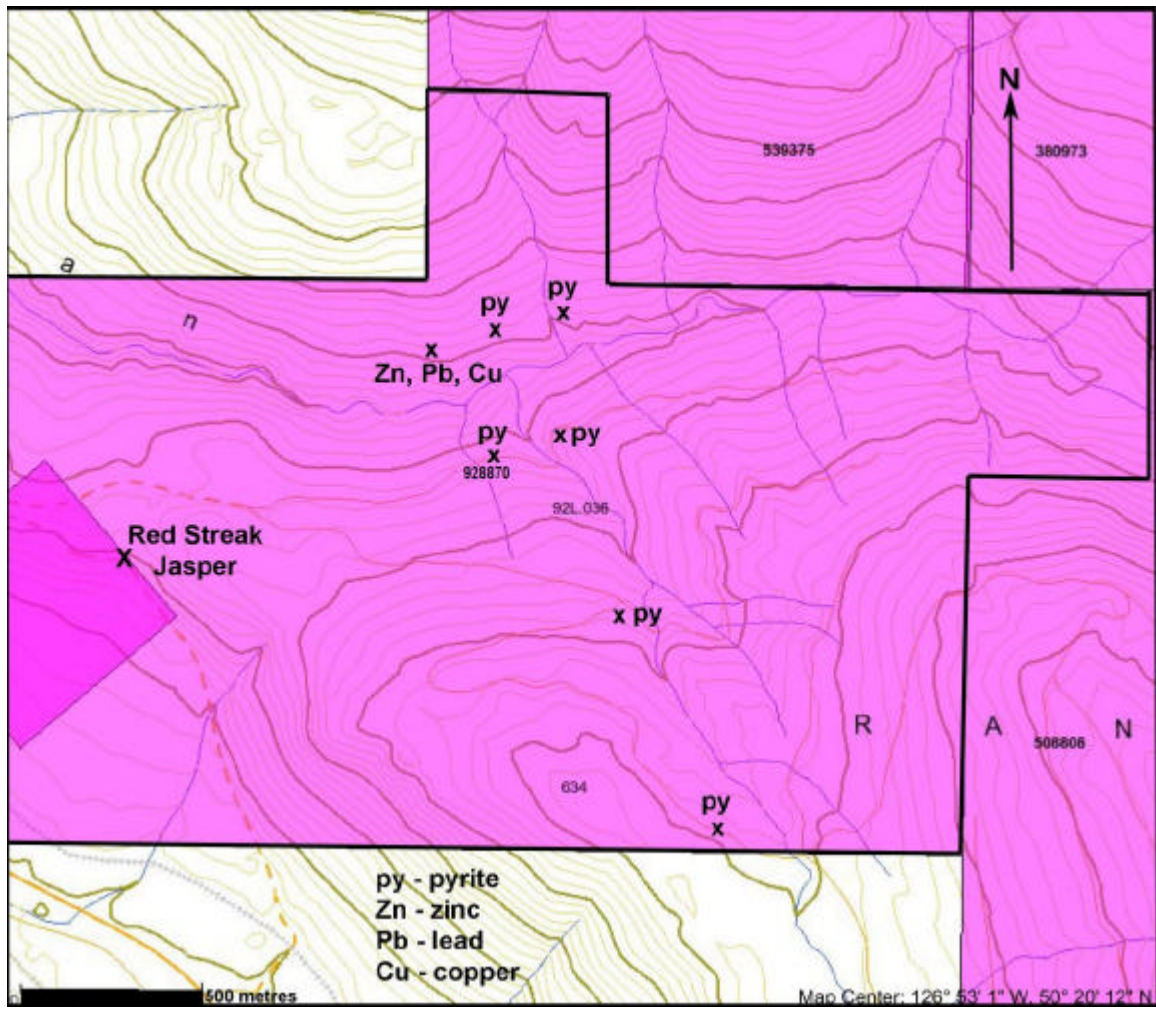 N
539375
380973
a
n
py
py
Zn, Pb, Cu
py
py
928870
92L.036
Red Streak
Jasper
py
R
A
N
508808
634
py
py - pyrite
Zn - zinc
Pb - lead
Cu - copper
500 metres
Map Center: 126° 53' 1" W, 50° 20' 12" N